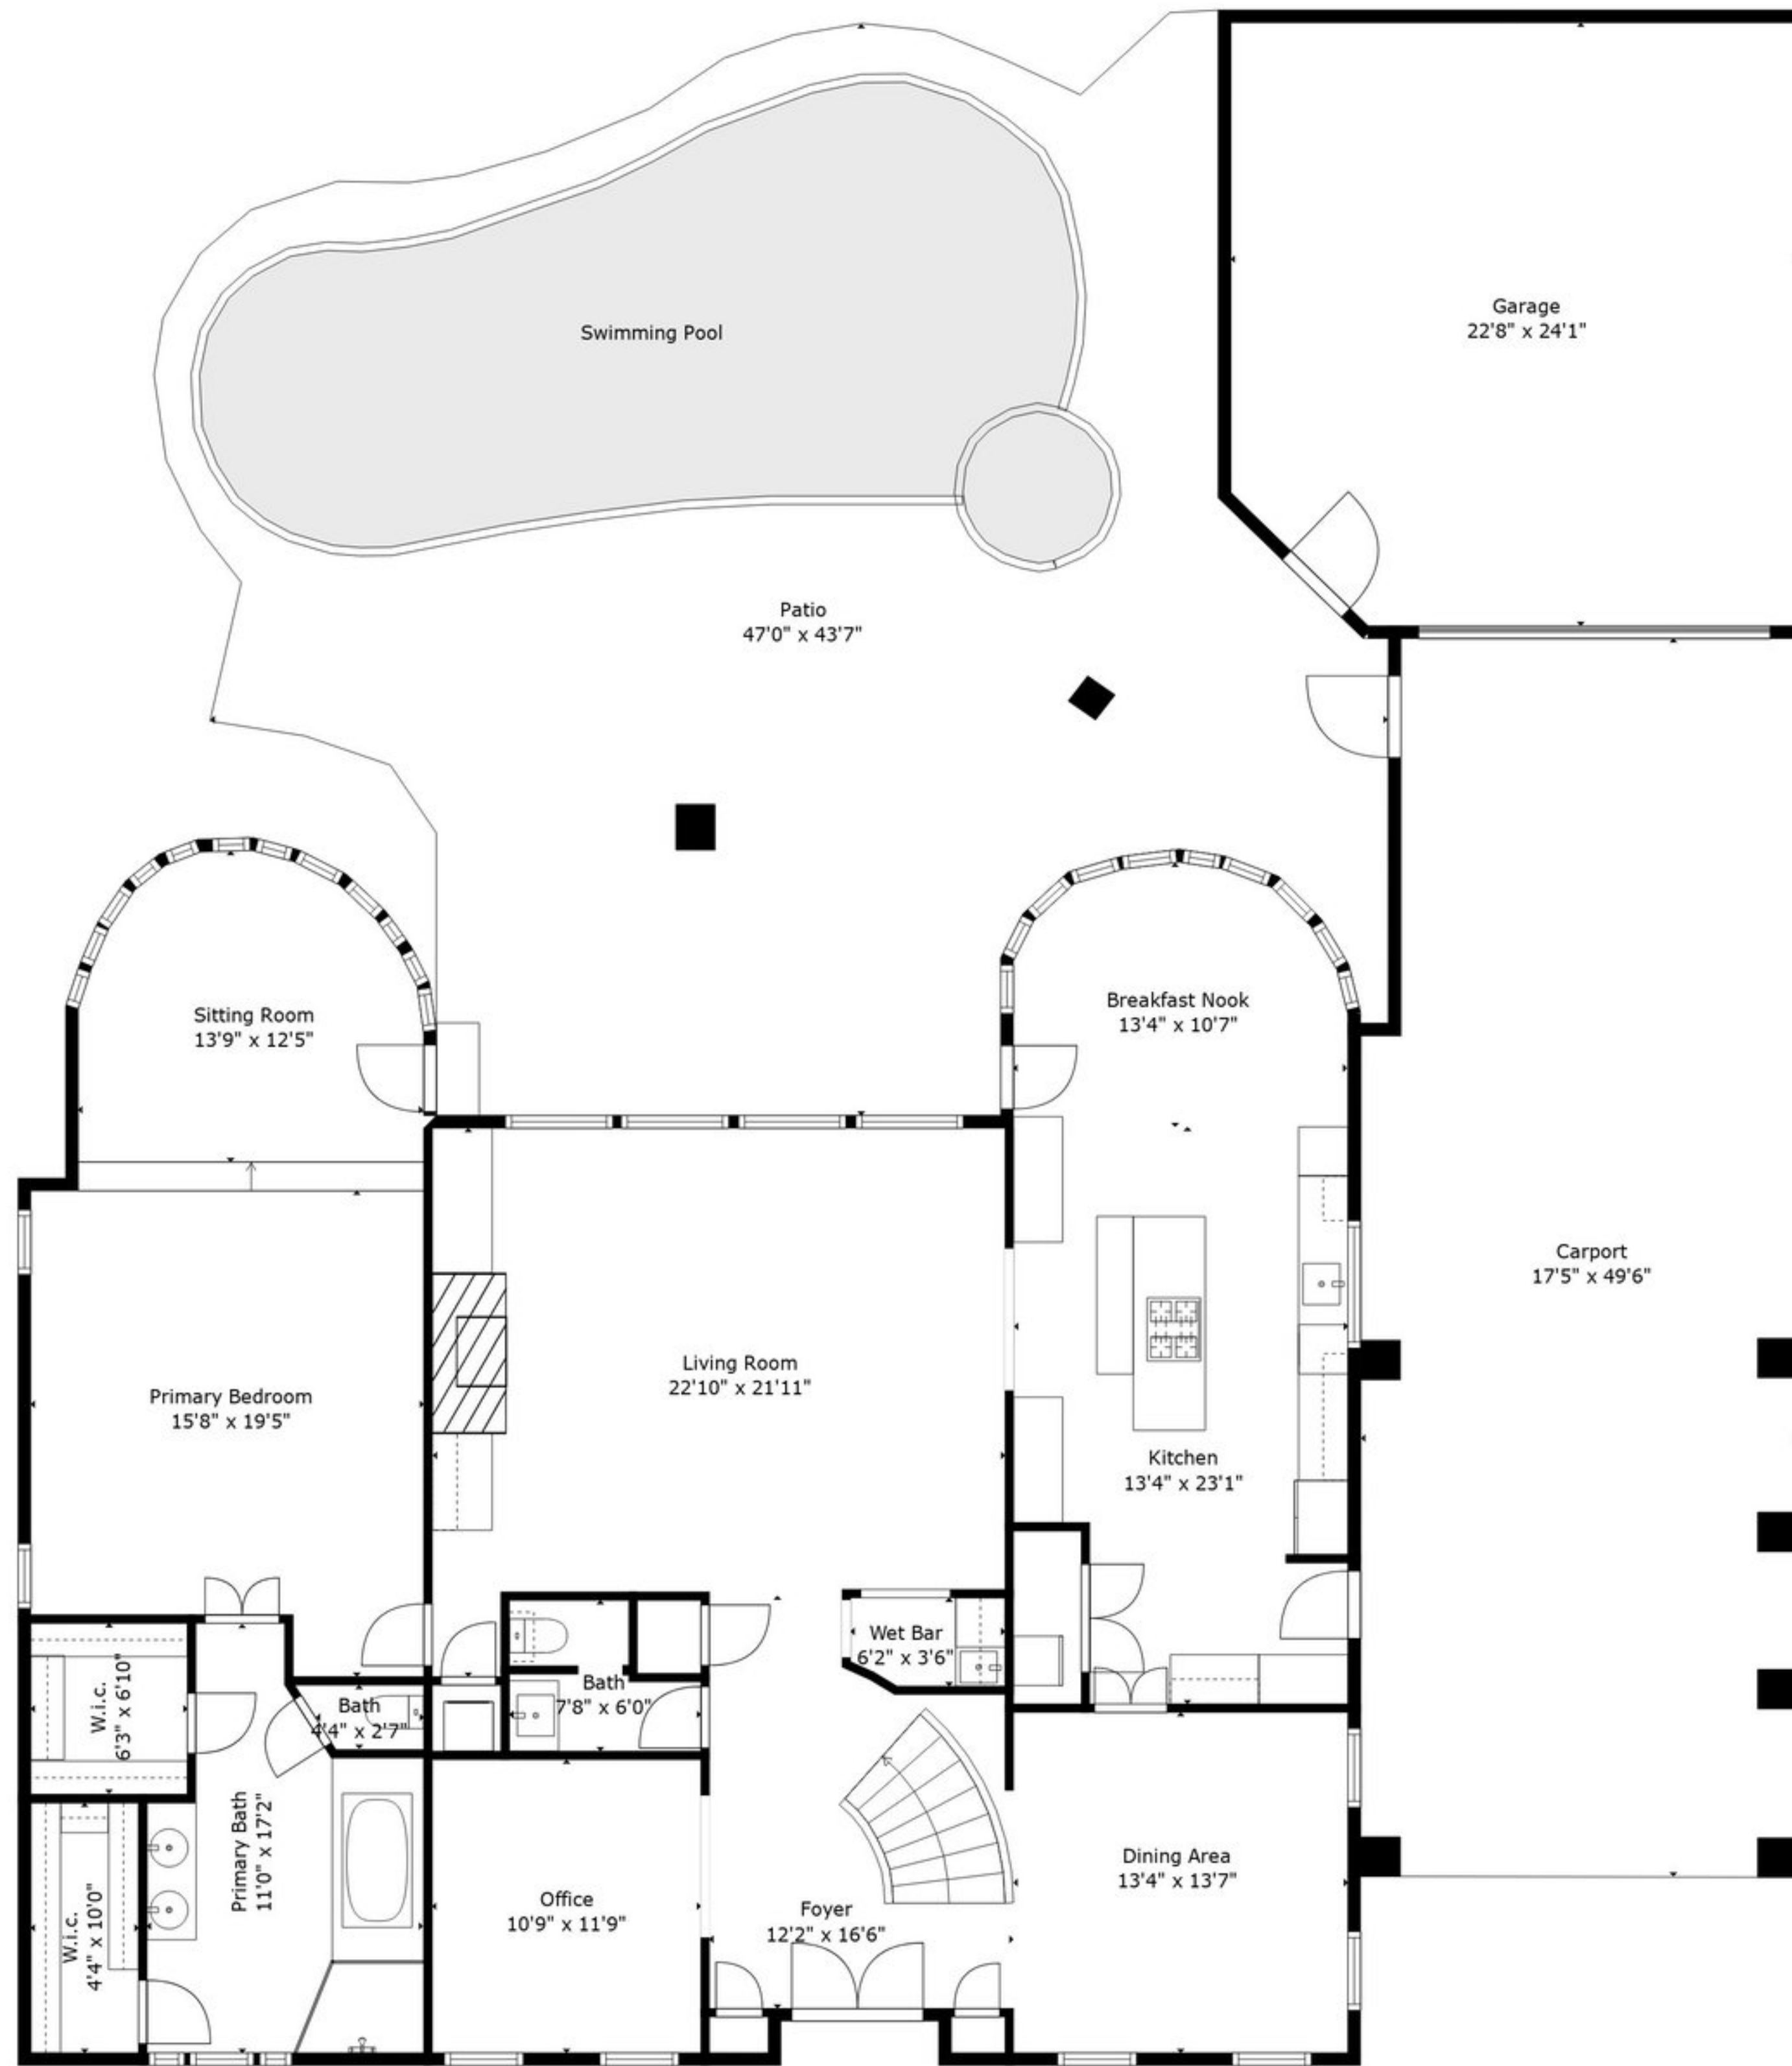 Garage
22'8" x 24'1"
Swimming Pool
Patio
47'0" x 43'7"
Sitting Room
13'9" x 12'5"
Breakfast Nook
13'4" x 10'7"
Carport
17'5" x 49'6"
Living Room
22'10" x 21'11"
Primary Bedroom
15'8" x 19'5"
Kitchen
13'4" x 23'1"
Wet Bar
6'2" x 3'6"
W.i.c.
6'3" x 6'10"
Bath
4'4" x 2'7"
Bath
7'8" x 6'0"
Primary Bath
11'0" x 17'2"
Dining Area
13'4" x 13'7"
Office
10'9" x 11'9"
Foyer
12'2" x 16'6"
W.i.c.
4'4" x 10'0"